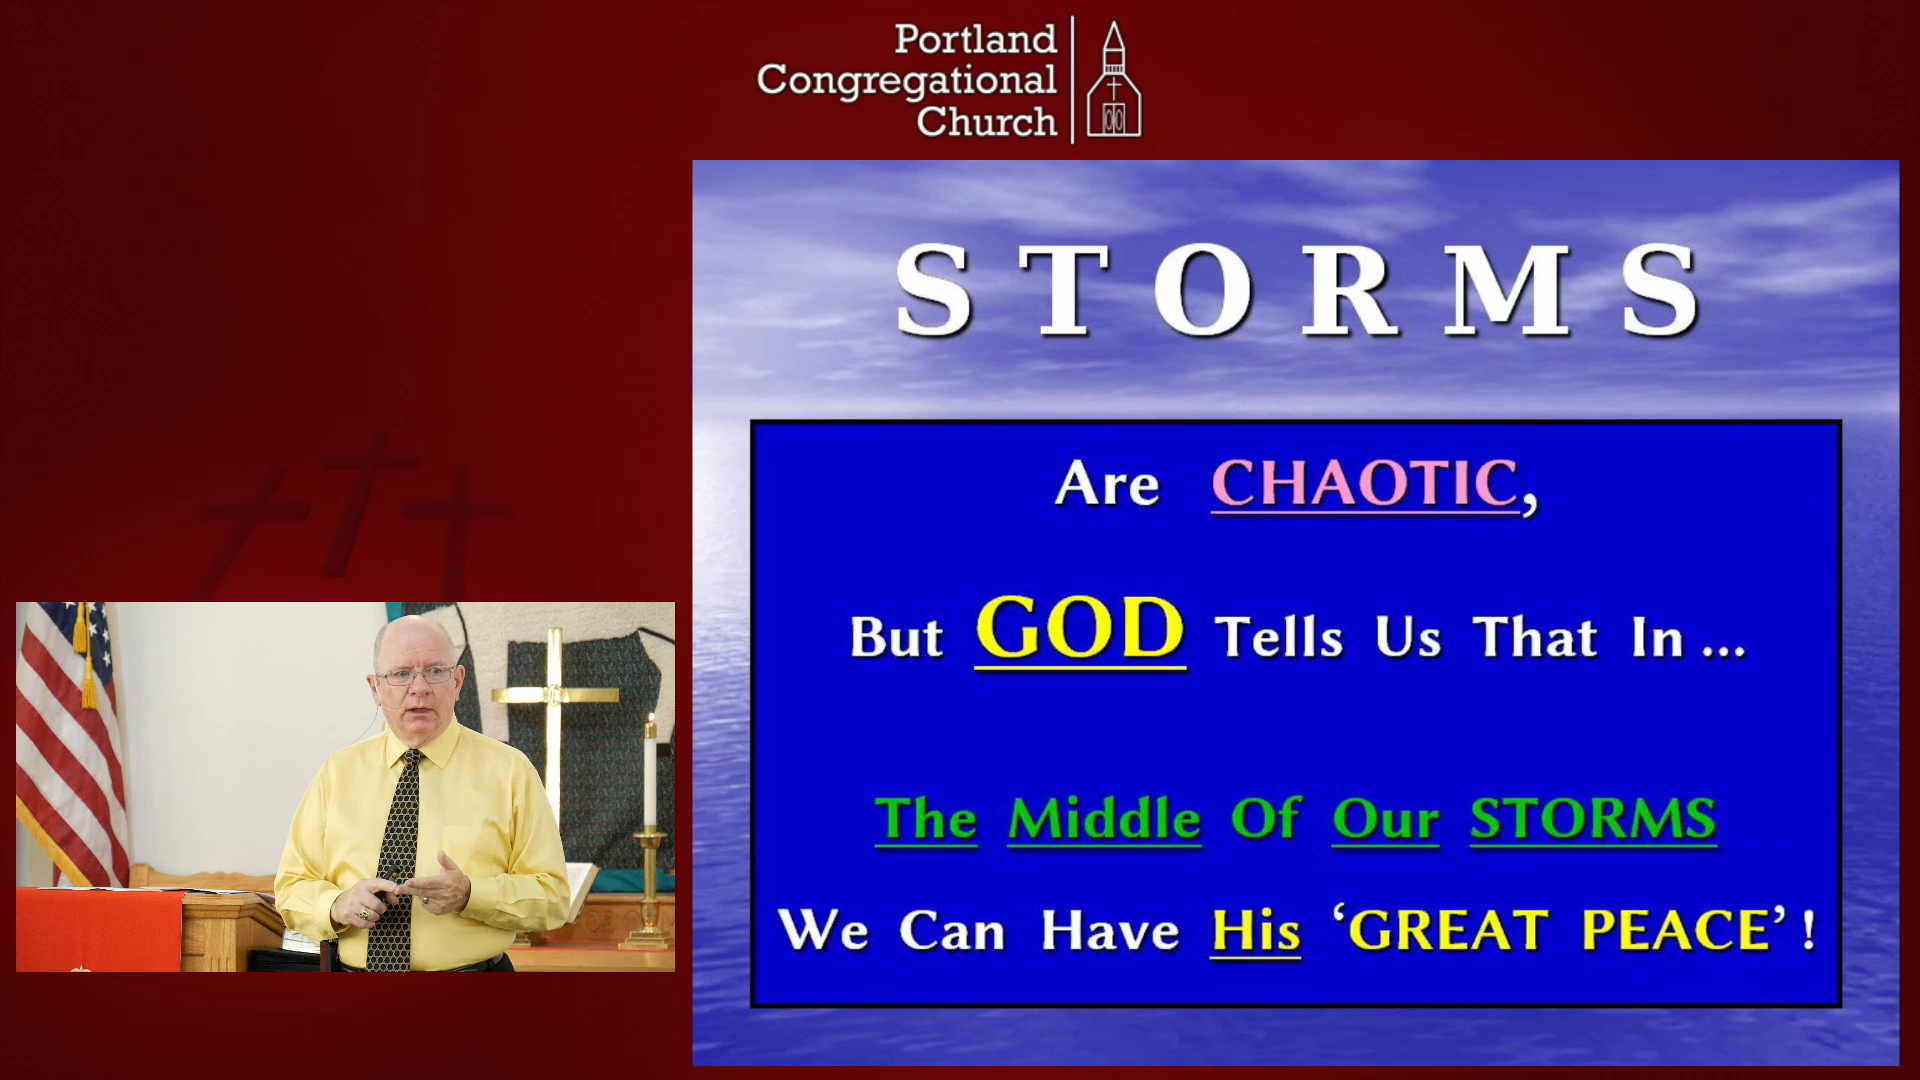 Portland
Congregational
Church
STORMS
Are CHAOTIC,
But GOD Tells Us That In ...
The Middle Of Our STORMS
We Can Have His ‘GREAT PEACE’ !